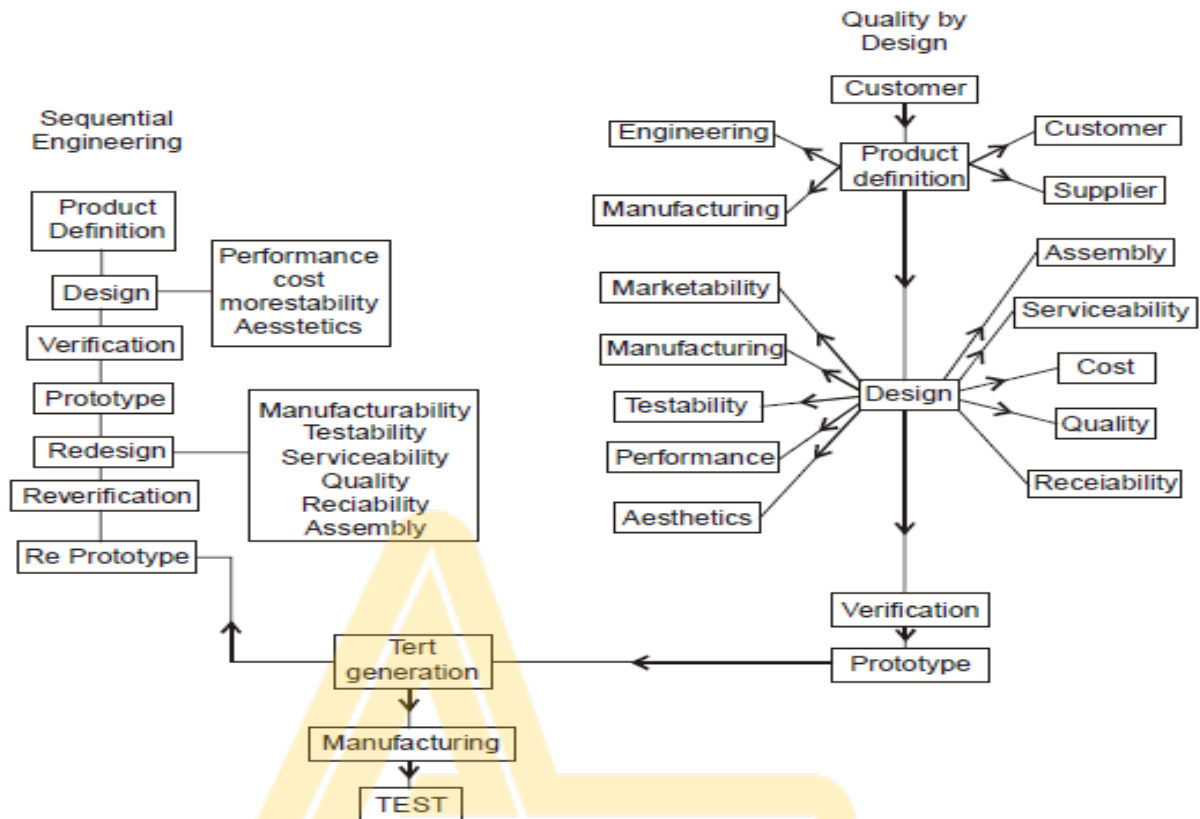 Sequential
Engineering
Product
Definition
Design
Performance
cost
morestability
Aesstetics
Verification
Prototype
Redesign
Manufacturability
Testability
Serviceability
Quality
Reciability
Assembly
Reverification
Re Prototype
Quality by
Design
Customer
Product
definition
Engineering
Manufacturing
Customer
Supplier
Design
Marketability
Manufacturing
Testability
Performance
Aesthetics
Assembly
Serviceability
Cost
Quality
Receiability
Verification
Prototype
Tert
generation
Manufacturing
TEST